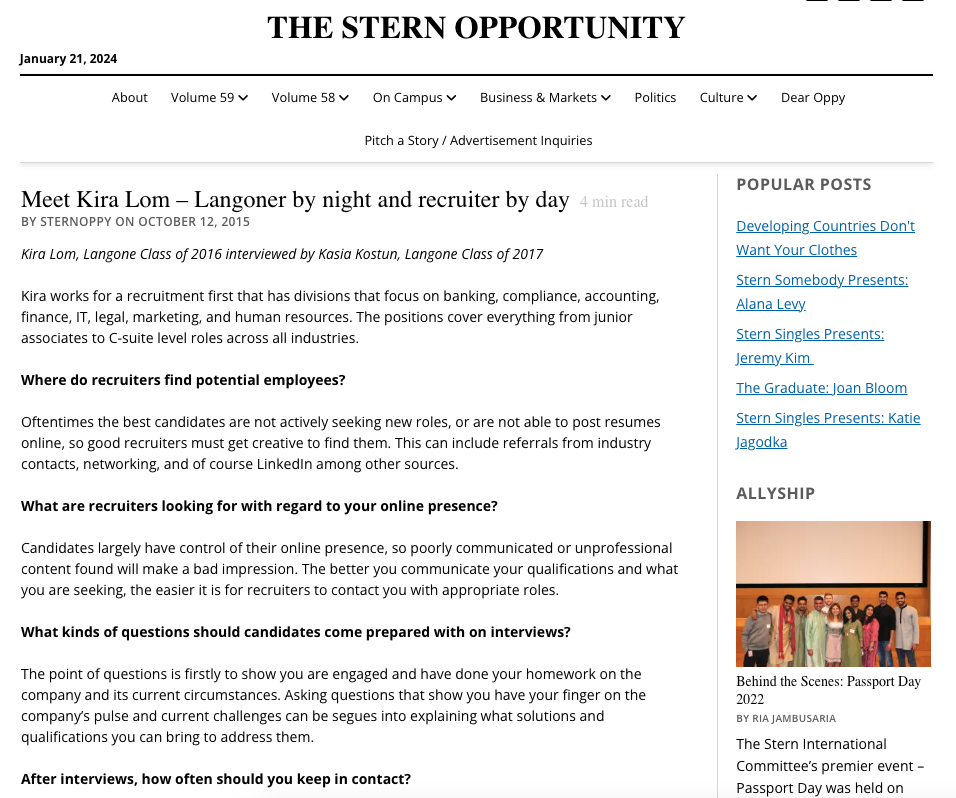 THE STERN OPPORTUNITY
January 21, 2024
About Volume 59 Volume 58 On Campus Business & Markets Politics Culture Dear Oppy
Pitch a Story / Advertisement Inquiries
Meet Kira Lom – Langoner by night and recruiter by day 4 min read
BY STERNOPPY ON OCTOBER 12, 2015
Kira Lom, Langone Class of 2016 interviewed by Kasia Kostun, Langone Class of 2017
Kira works for a recruitment first that has divisions that focus on banking, compliance, accounting,
finance, IT, legal, marketing, and human resources. The positions cover everything from junior
associates to C-suite level roles across all industries.
Where do recruiters find potential employees?
Oftentimes the best candidates are not actively seeking new roles, or are not able to post resumes
online, so good recruiters must get creative to find them. This can include referrals from industry
contacts, networking, and of course LinkedIn among other sources.
What are recruiters looking for with regard to your online presence?
Candidates largely have control of their online presence, so poorly communicated or unprofessional
content found will make a bad impression. The better you communicate your qualifications and what
you are seeking, the easier it is for recruiters to contact you with appropriate roles.
What kinds of questions should candidates come prepared with on interviews?
The point of questions is firstly to show you are engaged and have done your homework on the
company and its current circumstances. Asking questions that show you have your finger on the
company’s pulse and current challenges can be segues into explaining what solutions and
qualifications you can bring to address them.
After interviews, how often should you keep in contact?
POPULAR POSTS
Developing Countries Don't
Want Your Clothes
Stern Somebody Presents:
Alana Levy
Stern Singles Presents:
Jeremy Kim
The Graduate: Joan Bloom
Stern Singles Presents: Katie
Jagodka
ALLYSHIP
Behind the Scenes: Passport Day
2022
BY RIA JAMBUSARIA
The Stern International
Committee’s premier event –
Passport Day was held on